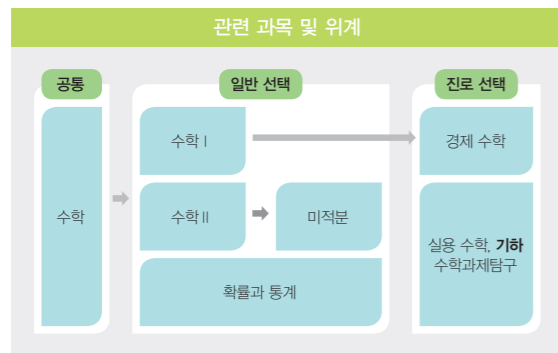 관련 과목 및 위계
공통
일반 선택
진로 선택
수학
수학 I
수학 II
미적분
확률과 통계
경제 수학
실용 수학, 기하
수학과제탐구